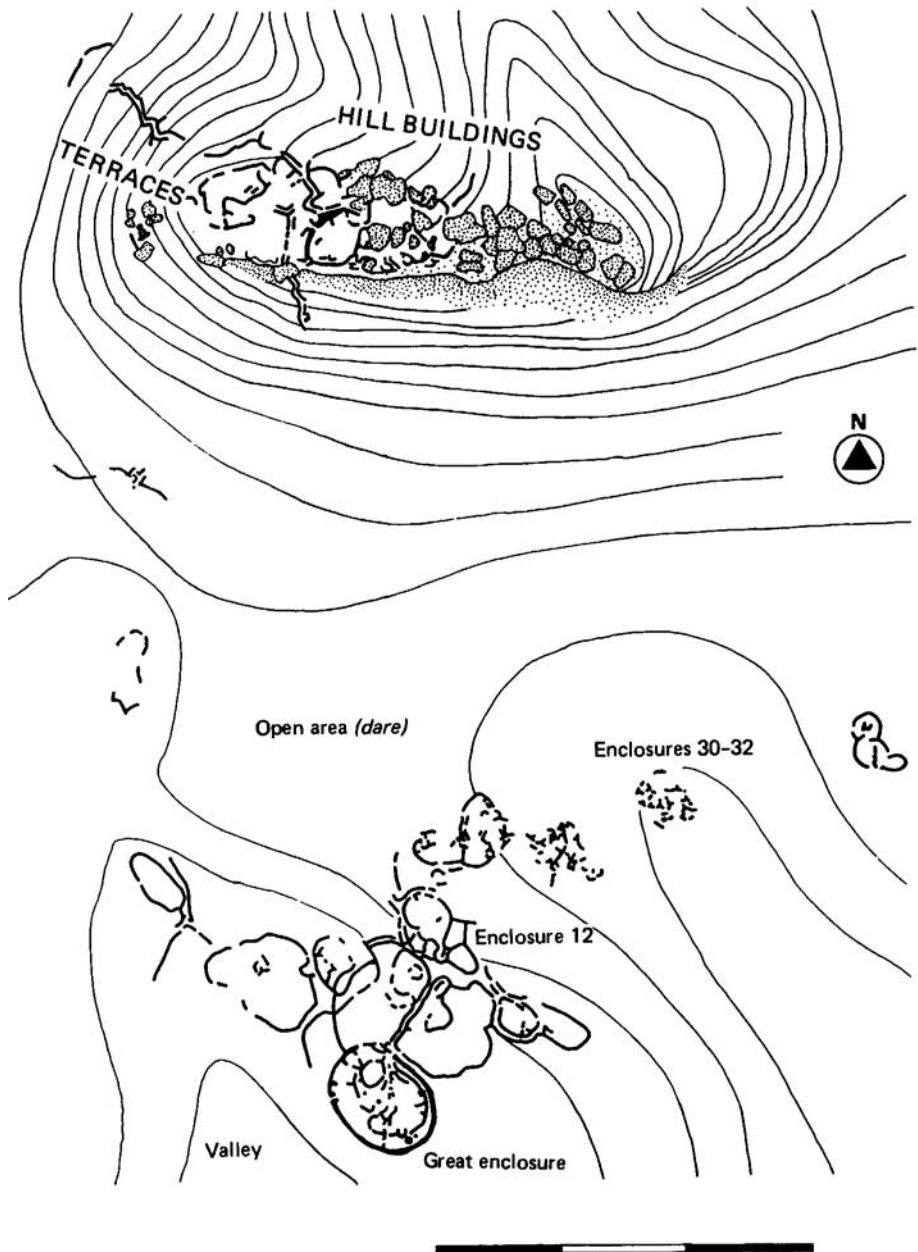 HILL BUILDINGS
TERRACES
N
Open area (dare)
Enclosures 30–32
Enclosure 12
Valley
Great enclosure